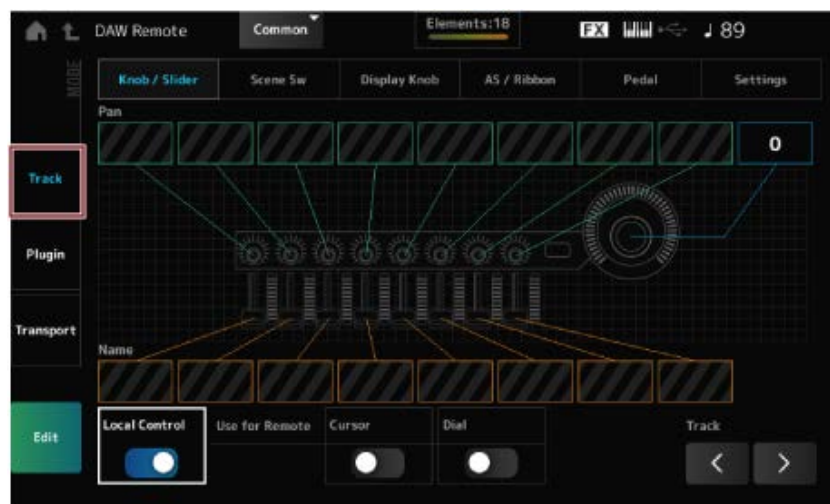 DAW Remote
Common
Elements:18
FX
♩ 89
MODE
Knob / Slider
Scene Sw
Display Knob
AS / Ribbon
Pedal
Settings
Pan
0
Track
Plugin
Transport
Name
Edit
Local Control
Use for Remote
Cursor
Dial
Track